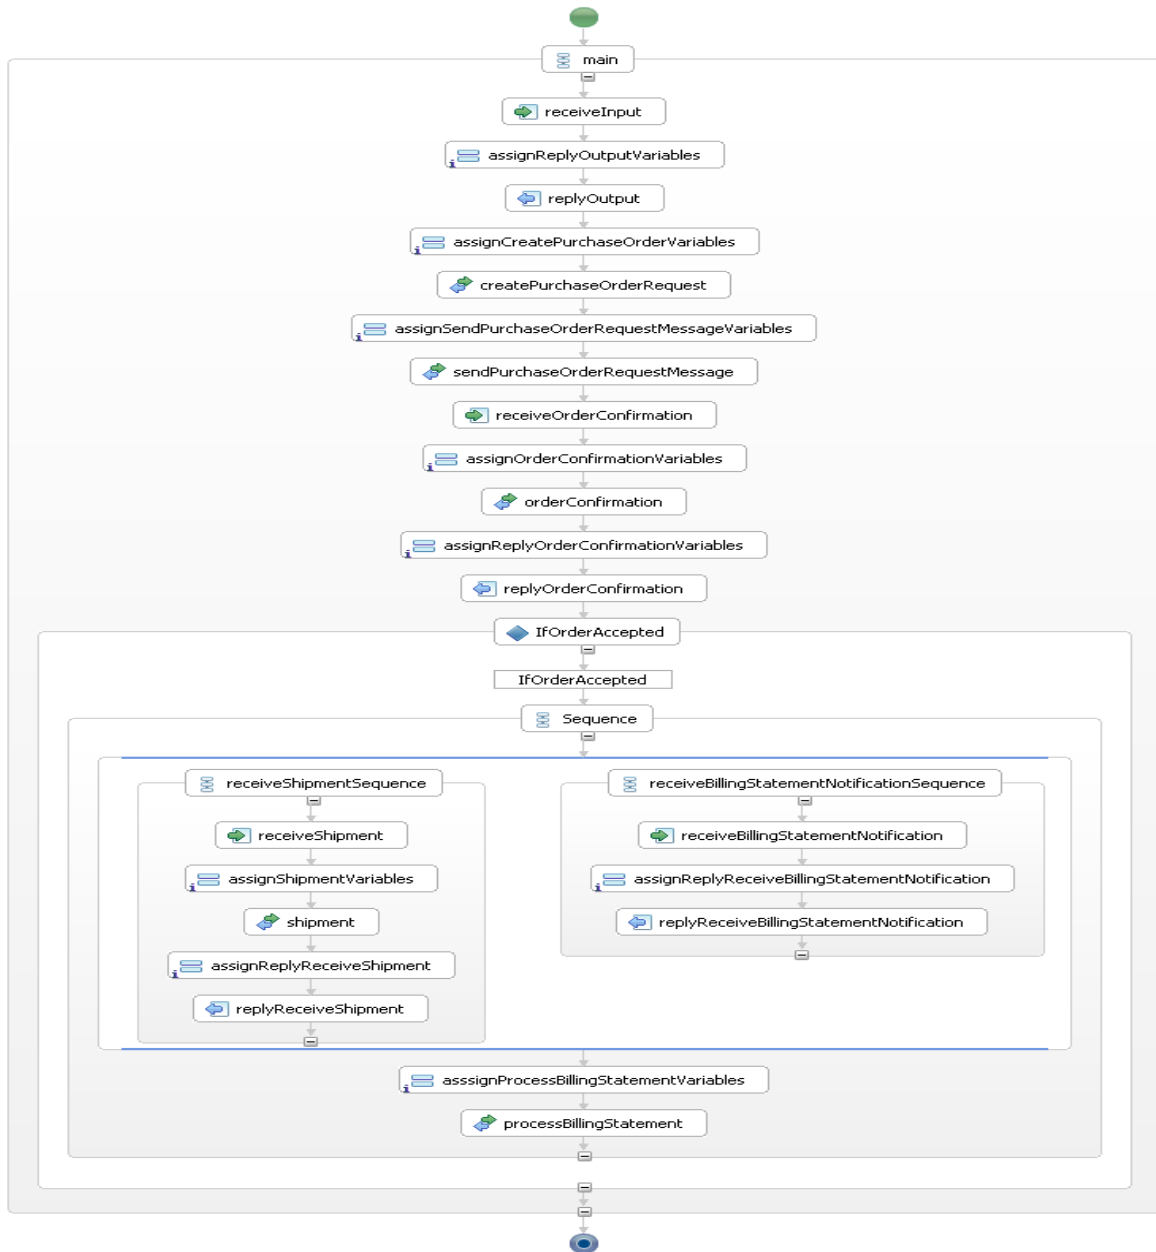 main
receiveInput
assignReplyOutputVariables
replyOutput
assignCreatePurchaseOrderVariables
createPurchaseOrderRequest
assignSendPurchaseOrderRequestMessageVariables
sendPurchaseOrderRequestMessage
receiveOrderConfirmation
assignOrderConfirmationVariables
orderConfirmation
assignReplyOrderConfirmationVariables
replyOrderConfirmation
IfOrderAccepted
IfOrderAccepted
Sequence
receiveShipmentSequence
receiveShipment
assignShipmentVariables
shipment
assignReplyReceiveShipment
replyReceiveShipment
receiveBillingStatementNotificationSequence
receiveBillingStatementNotification
assignReplyReceiveBillingStatementNotification
replyReceiveBillingStatementNotification
asssignProcessBillingStatementVariables
processBillingStatement